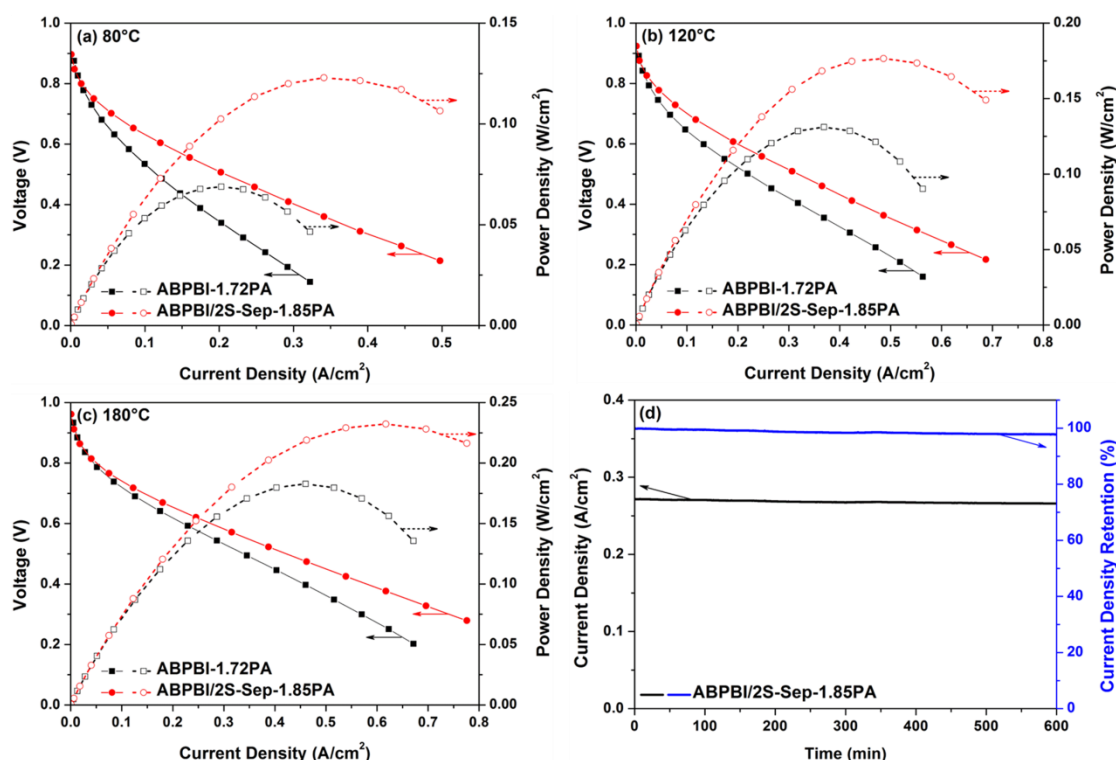 (a) 80°C
Voltage (V)
1.0
0.8
0.6
0.4
0.2
0.0
0.0 0.1 0.2 0.3 0.4 0.5
Current Density (A/cm²)
0.15
0.10
0.05
0.00
Power Density (W/cm²)
ABPBI-1.72PA
ABPBI/2S-Sep-1.85PA
(b) 120°C
Voltage (V)
1.0
0.8
0.6
0.4
0.2
0.0
0.0 0.1 0.2 0.3 0.4 0.5 0.6 0.7 0.8
Current Density (A/cm²)
0.20
0.15
0.10
0.05
0.00
Power Density (W/cm²)
ABPBI-1.72PA
ABPBI/2S-Sep-1.85PA
(c) 180°C
Voltage (V)
1.0
0.8
0.6
0.4
0.2
0.0
0.0 0.1 0.2 0.3 0.4 0.5 0.6 0.7 0.8
Current Density (A/cm²)
0.25
0.20
0.15
0.10
0.05
0.00
Power Density (W/cm²)
ABPBI-1.72PA
ABPBI/2S-Sep-1.85PA
(d)
Current Density (A/cm²)
0.4
0.3
0.2
0.1
0.0
0 100 200 300 400 500 600
Time (min)
100
80
60
40
20
0
Current Density Retention (%)
ABPBI/2S-Sep-1.85PA